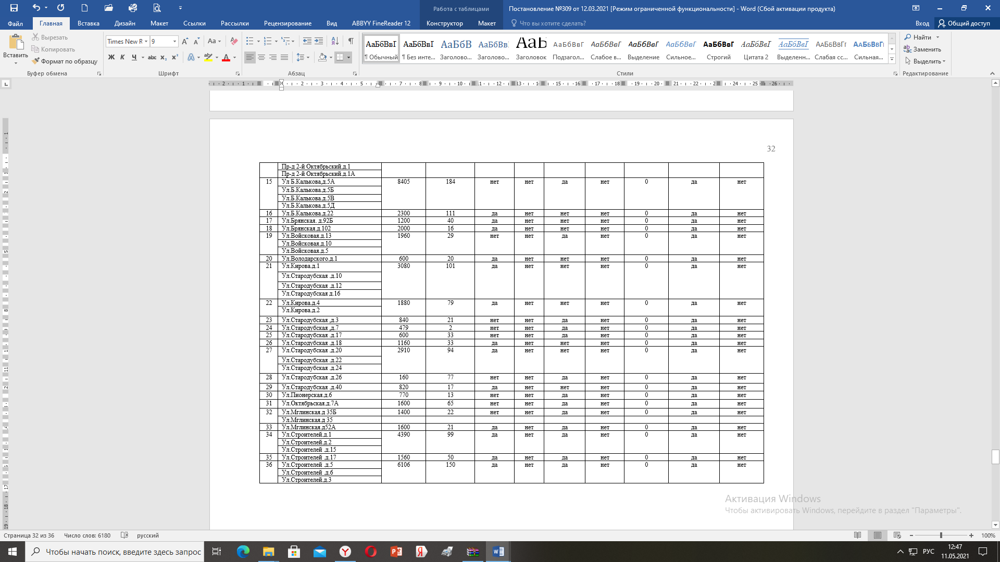 Работа с таблицами
Постановление №309 от 12.03.2021 [Режим ограниченной функциональности] - Word (Сбой активации продукта)
Файл Главная Вставка Дизайн Макет Ссылки Рассылки Рецензирование Вид ABBYY FineReader 12 Конструктор Макет Что вы хотите сделать? Вход Общий доступ
Вставить
Вырезать
Копировать
Формат по образцу
Буфер обмена
Times New R 9
Ж К Ч abc x₂ x²
Шрифт
Абзац
АаБбВвІ АаБбВвІ АаБбВ АаБбВв АаБ АаБбВвГ АаБбВвГ АаБбВвГ АаБбВвГ АаБбВвГ АаБбВвІ АаБбВвІ АаБбВвГ АаБбВвГ
¶ Обычный ¶ Без инте... Заголово... Заголово... Заголовок Подзагол... Слабое в... Выделение Сильное... Строгий Цитата 2 Выделенн... Слабая сс... Сильная...
Стили
Найти
Заменить
Выделить
Редактирование
32
Пр-д 2-й Октябрьский.д.1
Пр-д 2-й Октябрьский.д.1А
15 Ул Б.Калькова,д.5А 8405 184 нет нет да нет 0 да нет
Ул.Б.Калькова.д.5Б
Ул.Б.Калькова.д.5В
Ул.Б.Калькова.д.5Д
16 Ул.Б.Калькова.д.22 2300 111 да нет нет нет 0 да нет
17 Ул.Брянская. д.92Б 1200 40 да нет нет нет 0 да нет
18 Ул.Брянская.д.102 2000 16 да нет нет нет 0 да нет
19 Ул.Войсковая.д.13 1960 29 нет нет да нет 0 да нет
Ул.Войсковая.д.10
Ул.Войсковая.д.5
20 Ул.Володарского.д.1 600 20 да нет нет нет 0 да нет
21 Ул.Кирова.д.1 3080 101 да нет нет нет 0 да нет
Ул.Стародубская .д.10
Ул.Стародубская .д.12
Ул.Стародубская д.16
22 Ул.Кирова.д.4 1880 79 да нет нет нет 0 да нет
Ул.Кирова.д.2
23 Ул.Стародубская ,д.3 840 21 нет нет да нет 0 да нет
24 Ул.Стародубская ,д.7 479 2 нет нет да нет 0 да нет
25 Ул.Стародубская .д.17 600 33 нет нет да нет 0 да нет
26 Ул.Стародубская .д.18 1160 33 да нет нет нет 0 да нет
27 Ул.Стародубская .д.20 2910 94 да нет нет нет 0 да нет
Ул.Стародубская .д.22
Ул.Стародубская .д.24
28 Ул.Стародубская .д.26 160 77 нет нет да нет 0 да нет
29 Ул.Стародубская .д.40 820 17 да нет нет нет 0 да нет
30 Ул.Пионерская.д.6 770 13 нет нет да нет 0 да нет
31 Ул.Октябрьская.д.7А 1600 65 нет нет да нет 0 да нет
32 Ул.Мглинская.д 35Б 1400 22 нет нет да нет 0 да нет
Ул.Мглинская.д 35
33 Ул.Мглинская.д52А 1600 21 да нет да нет 0 да нет
34 Ул.Строителей.д.1 4390 99 да нет да нет 0 да нет
Ул.Строителей.д.2
Ул.Строителей .д.15
35 Ул.Строителей .д.17 1560 50 да нет да нет 0 да нет
36 Ул.Строителей .д.5 6106 150 да нет да нет 0 да нет
Ул.Строителей .д.6
Ул.Строителей.д.3
Активация Windows
Чтобы активировать Windows, перейдите в раздел "Параметры".
Страница 32 из 36 Число слов: 6180 русский 100%
Чтобы начать поиск, введите здесь запрос
РУС
12:47
11.05.2021